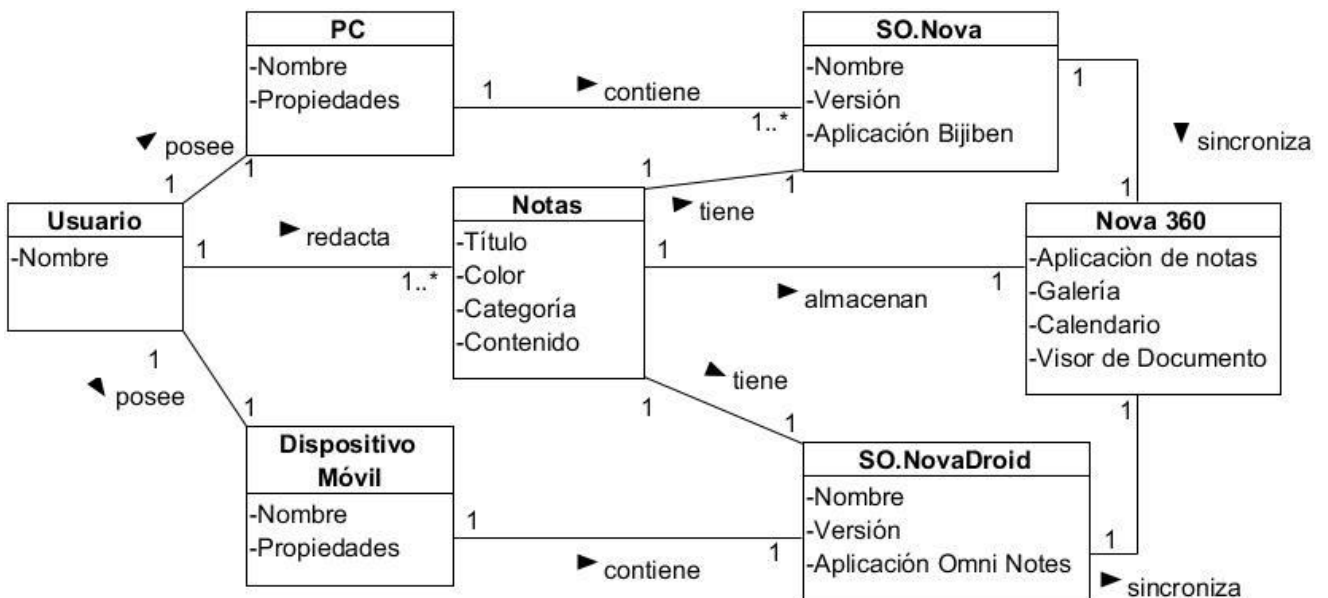 PC
-Nombre
-Propiedades
SO.Nova
-Nombre
-Versión
-Aplicación Bijiben
1
contiene
1..*
1
sincroniza
1
posee
1
1
Usuario
-Nombre
1
redacta
1..*
Notas
-Título
-Color
-Categoría
-Contenido
1
tiene
1
1
almacenan
1
Nova 360
-Aplicaciòn de notas
-Galería
-Calendario
-Visor de Documento
1
posee
1
1
tiene
1
1
Dispositivo
Móvil
-Nombre
-Propiedades
1
contiene
1
SO.NovaDroid
-Nombre
-Versión
-Aplicación Omni Notes
1
sincroniza